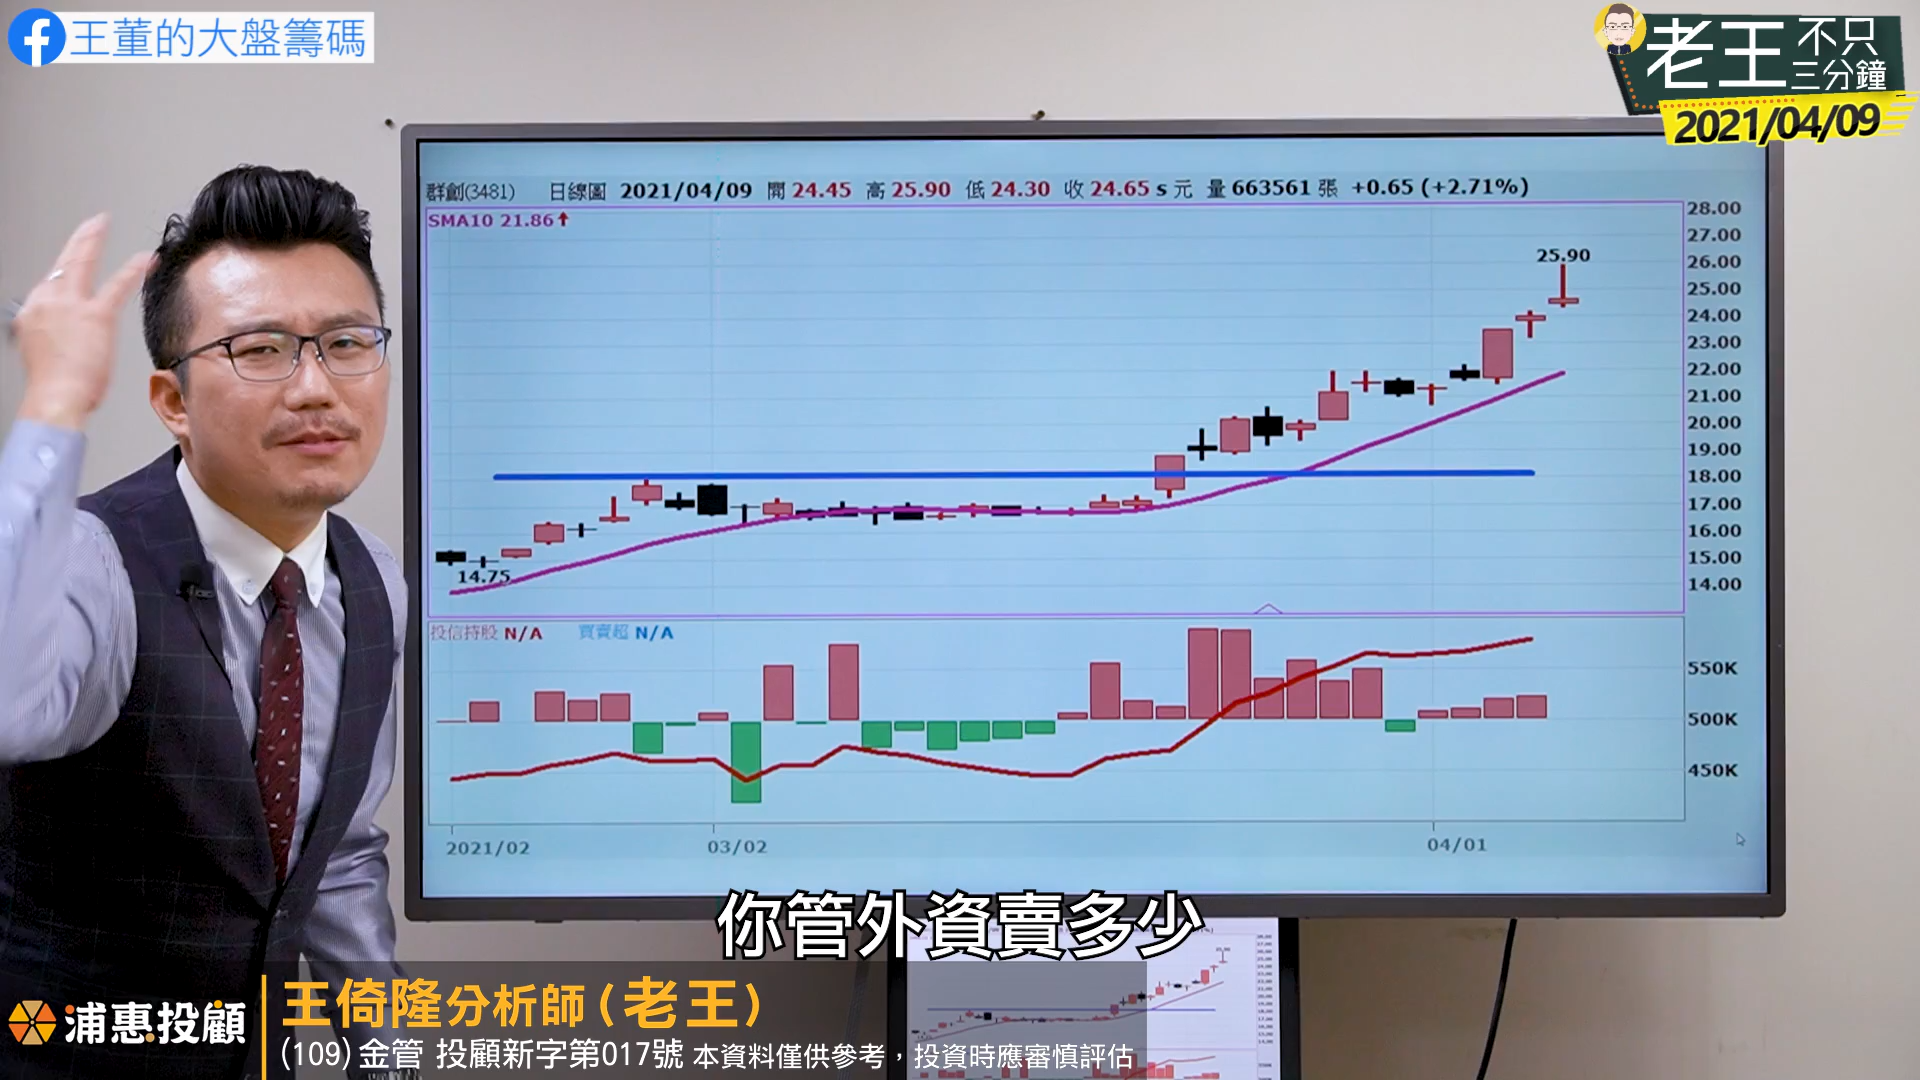 王董的大盤籌碼
老王不只三分鐘
2021/04/09
群創(3481) 日線圖 2021/04/09 開 24.45 高 25.90 低 24.30 收 24.65 s 元 量 663561 張 +0.65 (+2.71%)
SMA10 21.86↑
28.00
27.00
26.00
25.00
24.00
23.00
22.00
21.00
20.00
19.00
18.00
17.00
16.00
15.00
14.00
25.90
14.75
投信持股 N/A 買賣超 N/A
550K
500K
450K
2021/02 03/02 04/01
你管外資賣多少
浦惠投顧
王倚隆分析師(老王)
(109) 金管 投顧新字第017號 本資料僅供參考，投資時應審慎評估